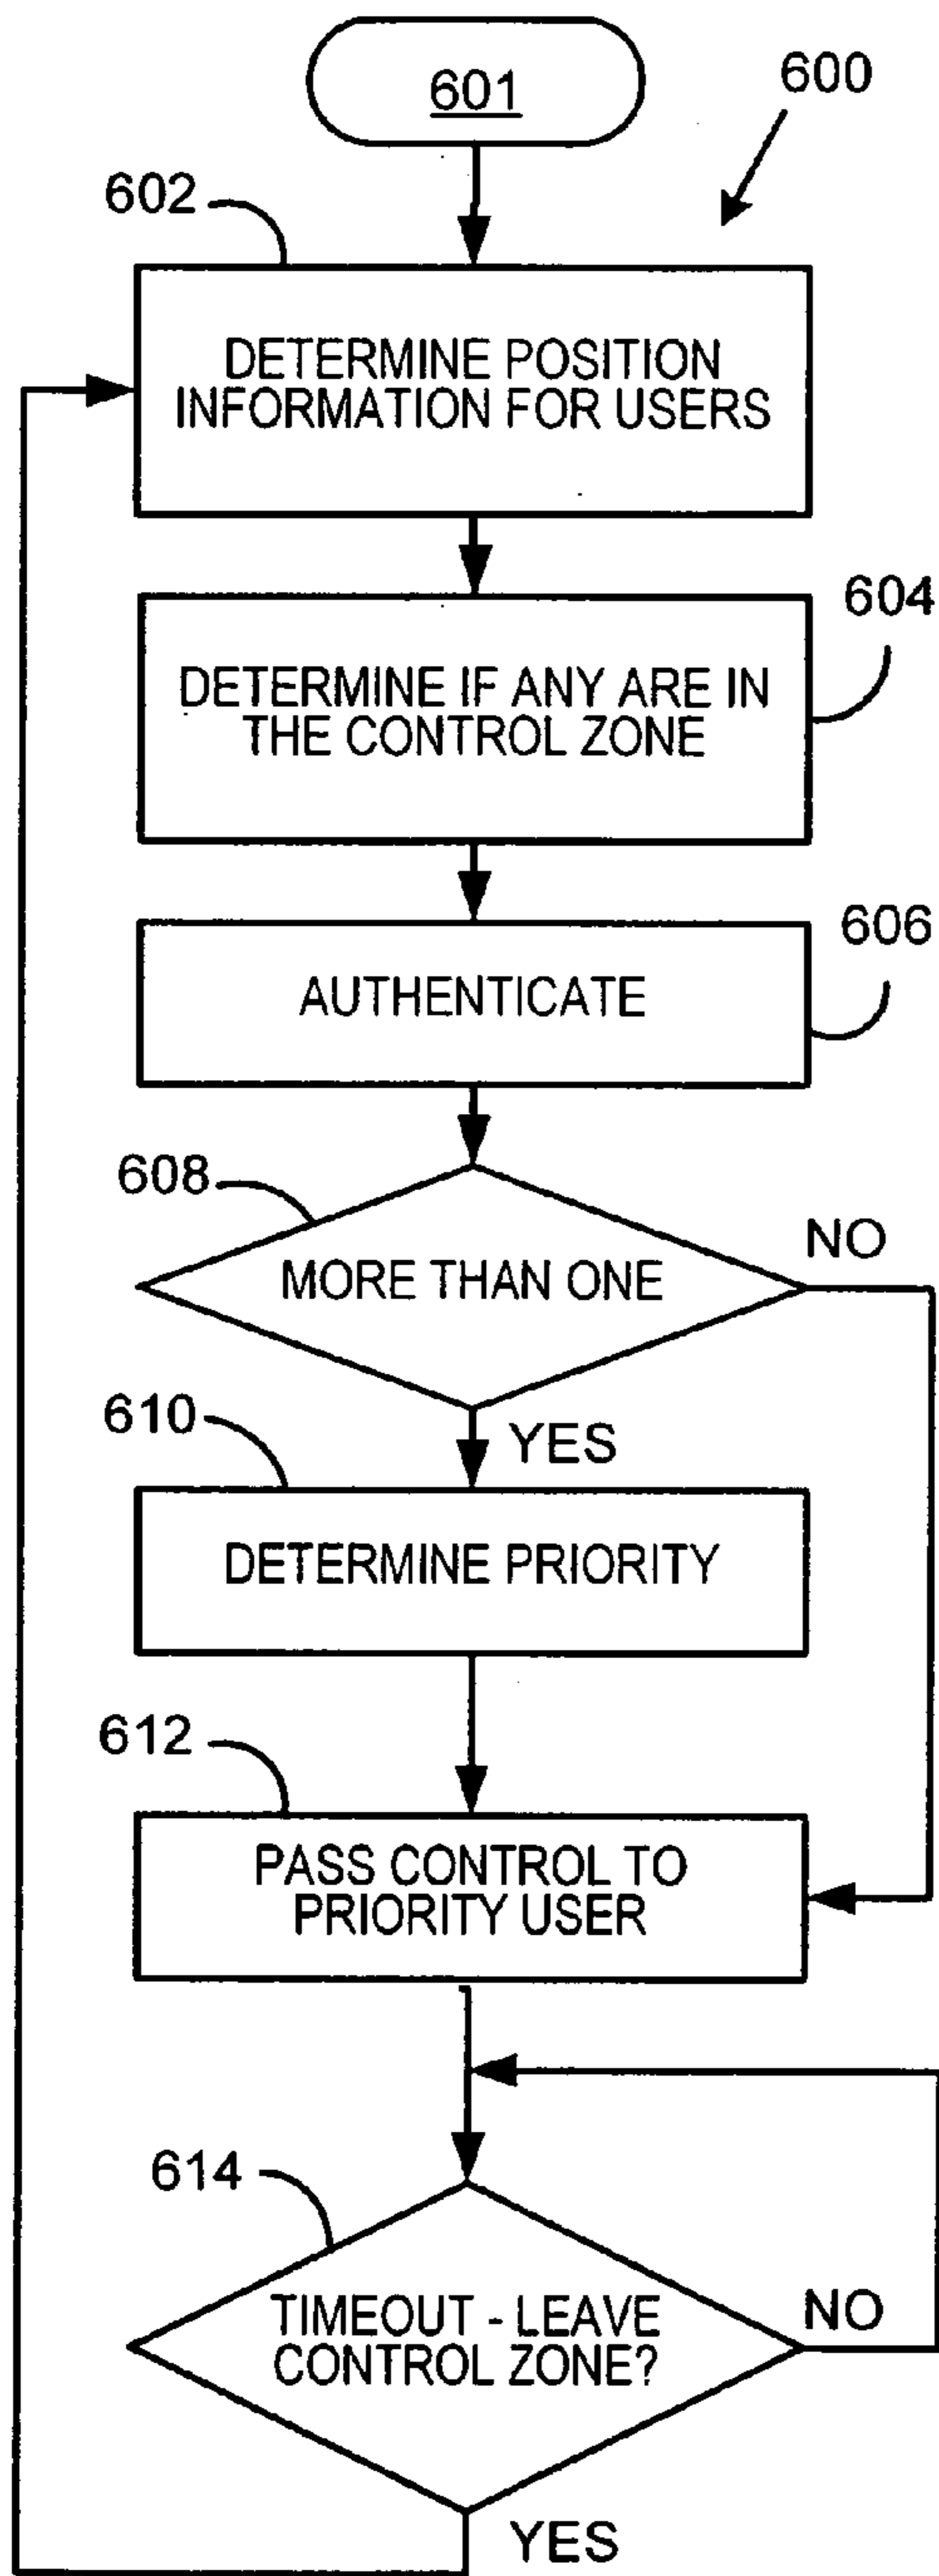 601
600
602
DETERMINE POSITION
INFORMATION FOR USERS
604
DETERMINE IF ANY ARE IN
THE CONTROL ZONE
606
AUTHENTICATE
608
MORE THAN ONE
NO
610
YES
DETERMINE PRIORITY
612
PASS CONTROL TO
PRIORITY USER
614
TIMEOUT - LEAVE
CONTROL ZONE?
NO
YES